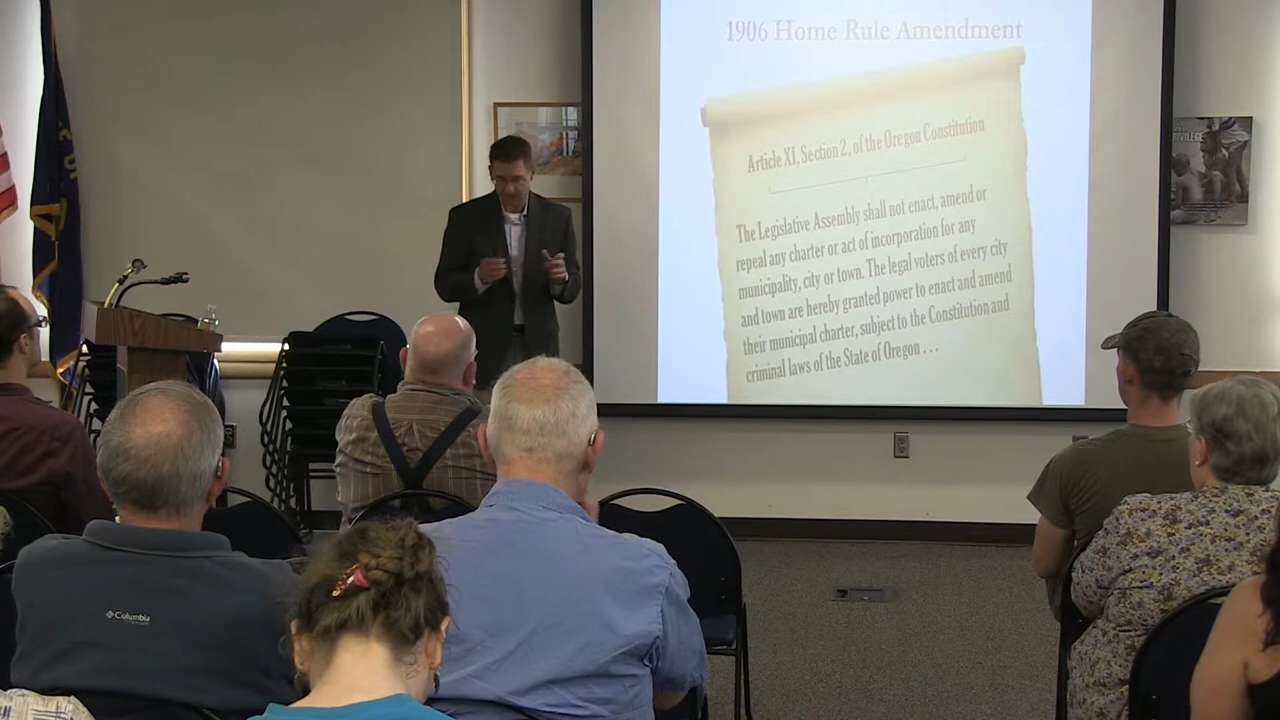 1906 Home Rule Amendment
Article XI, Section 2, of the Oregon Constitution
The Legislative Assembly shall not enact, amend or
repeal any charter or act of incorporation for any
municipality, city or town. The legal voters of every city
and town are hereby granted power to enact and amend
their municipal charter, subject to the Constitution and
criminal laws of the State of Oregon . . .
PRIVILEGE
Columbia